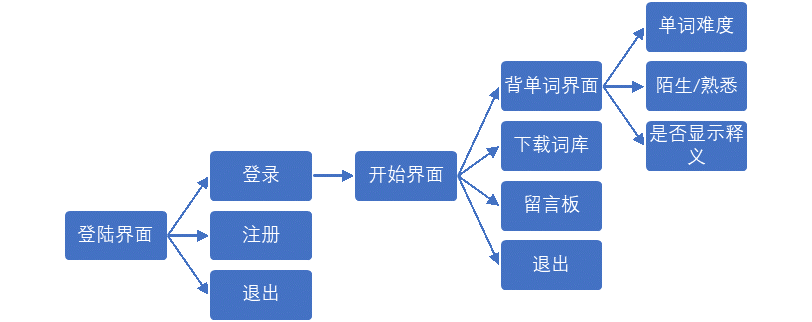 登陆界面
登录
注册
退出
开始界面
背单词界面
下载词库
留言板
退出
单词难度
陌生/熟悉
是否显示释
义